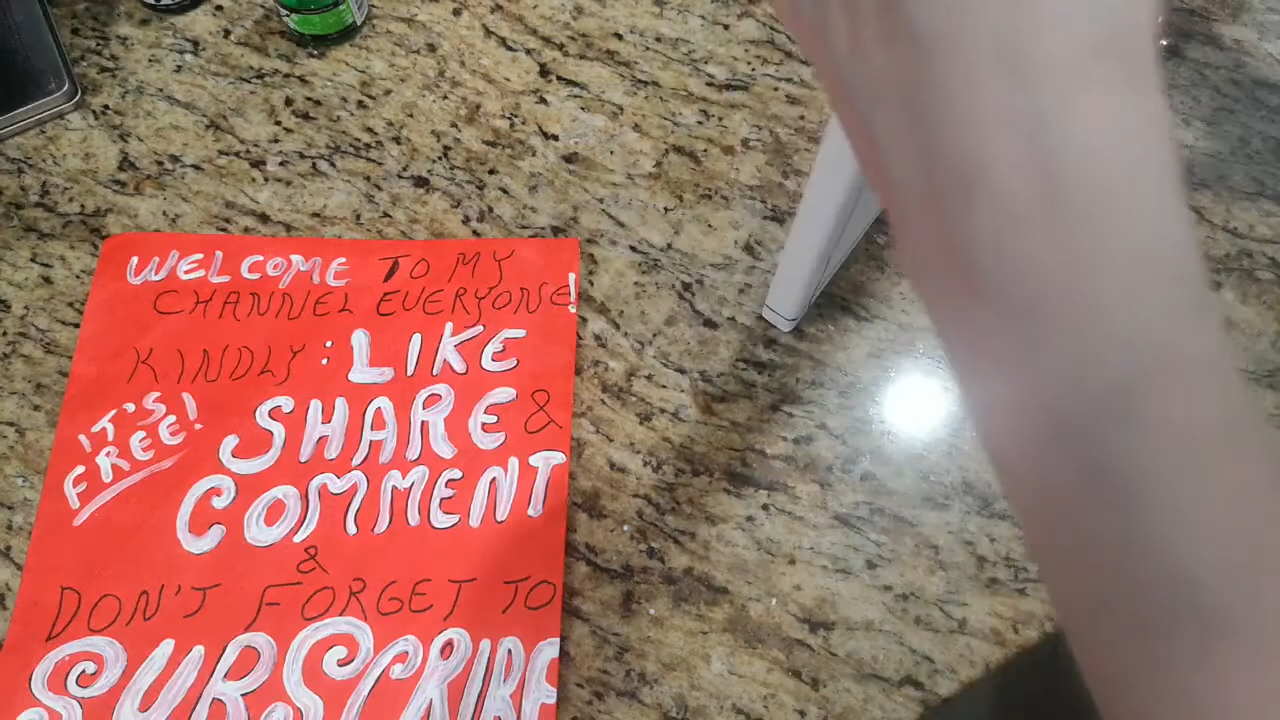 WELCOME TO MY
CHANNEL EVERYONE!
KINDLY : LIKE
IT'S
FREE!
SHARE &
COMMENT
&
DON'T FORGET TO
SUBSCRIBE